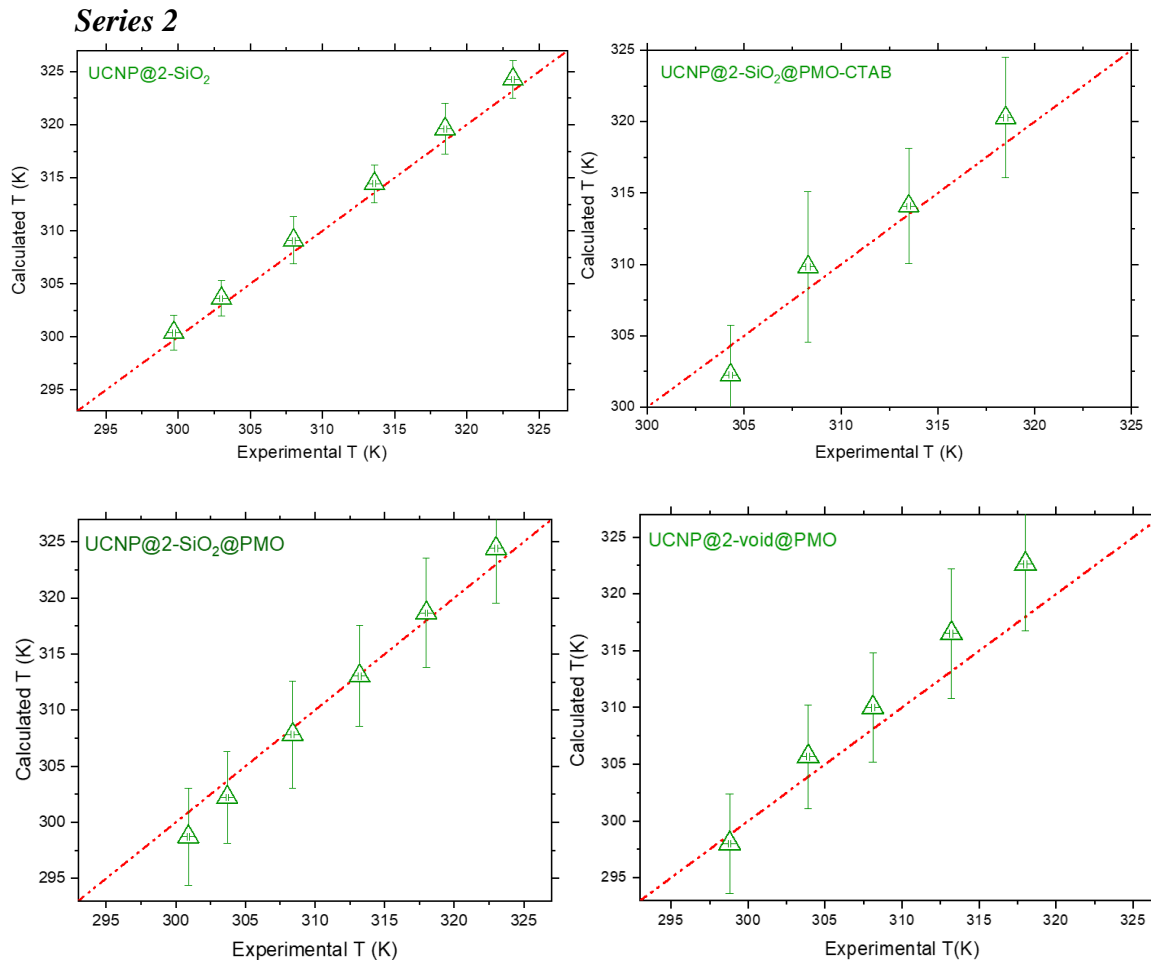 Series 2
UCNP@2-SiO₂
325
320
315
310
305
300
295
Calculated T (K)
295 300 305 310 315 320 325
Experimental T (K)
UCNP@2-SiO₂@PMO-CTAB
325
320
315
310
305
300
Calculated T (K)
300 305 310 315 320 325
Experimental T (K)
UCNP@2-SiO₂@PMO
325
320
315
310
305
300
295
Calculated T (K)
295 300 305 310 315 320 325
Experimental T (K)
UCNP@2-void@PMO
325
320
315
310
305
300
295
Calculated T(K)
295 300 305 310 315 320 325
Experimental T(K)